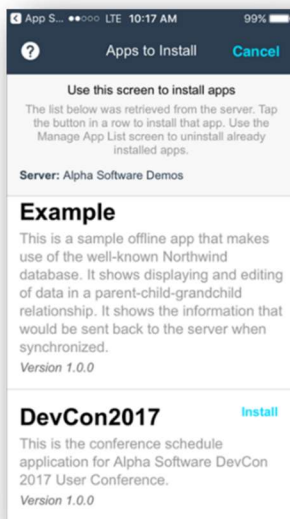 App S... LTE 10:17 AM 99%
? Apps to Install Cancel
Use this screen to install apps
The list below was retrieved from the server. Tap
the button in a row to install that app. Use the
Manage App List screen to uninstall already
installed apps.
Server: Alpha Software Demos
Example
This is a sample offline app that makes
use of the well-known Northwind
database. It shows displaying and editing
of data in a parent-child-grandchild
relationship. It shows the information that
would be sent back to the server when
synchronized.
Version 1.0.0
DevCon2017 Install
This is the conference schedule
application for Alpha Software DevCon
2017 User Conference.
Version 1.0.0